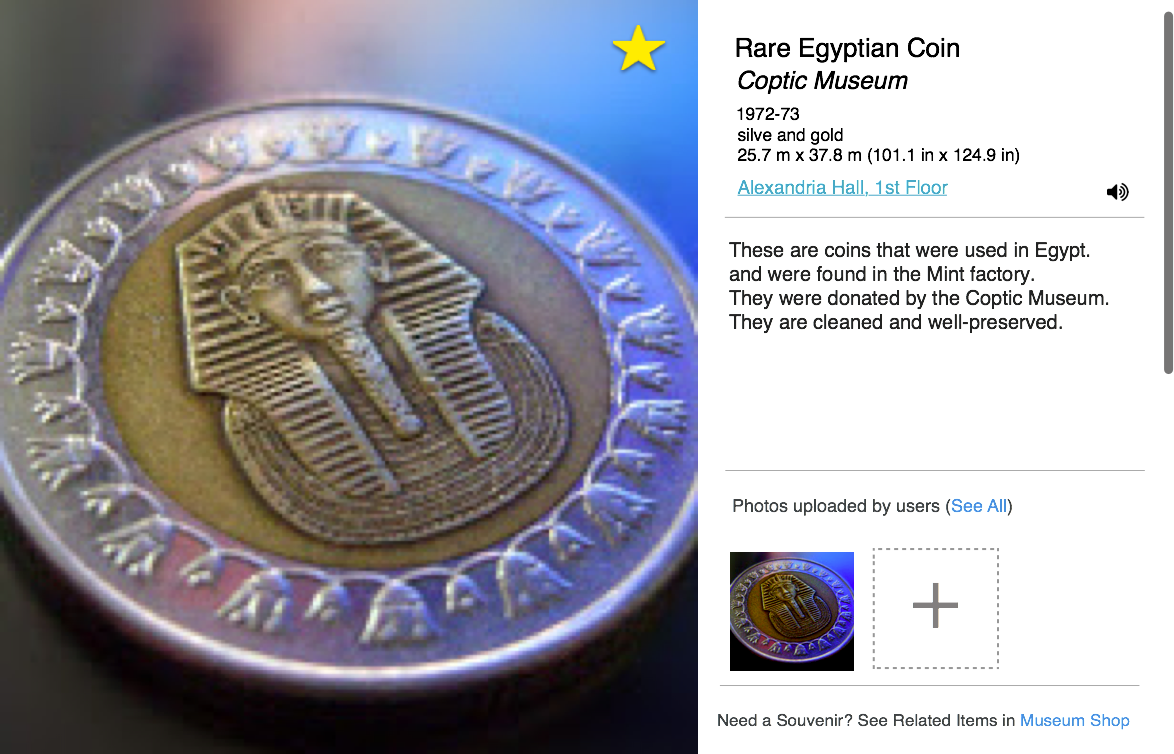 Rare Egyptian Coin
Coptic Museum
1972-73
silve and gold
25.7 m x 37.8 m (101.1 in x 124.9 in)
Alexandria Hall, 1st Floor
These are coins that were used in Egypt.
and were found in the Mint factory.
They were donated by the Coptic Museum.
They are cleaned and well-preserved.
Photos uploaded by users (See All)
Need a Souvenir? See Related Items in Museum Shop